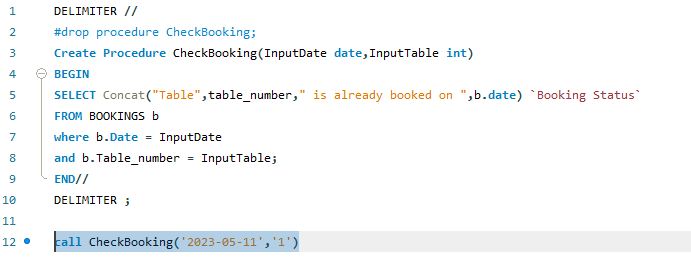 1 DELIMITER //
2 #drop procedure CheckBooking;
3 Create Procedure CheckBooking(InputDate date,InputTable int)
4 BEGIN
5 SELECT Concat("Table",table_number," is already booked on ",b.date) `Booking Status`
6 FROM BOOKINGS b
7 where b.Date = InputDate
8 and b.Table_number = InputTable;
9 END//
10 DELIMITER ;
11
12 call CheckBooking('2023-05-11','1')